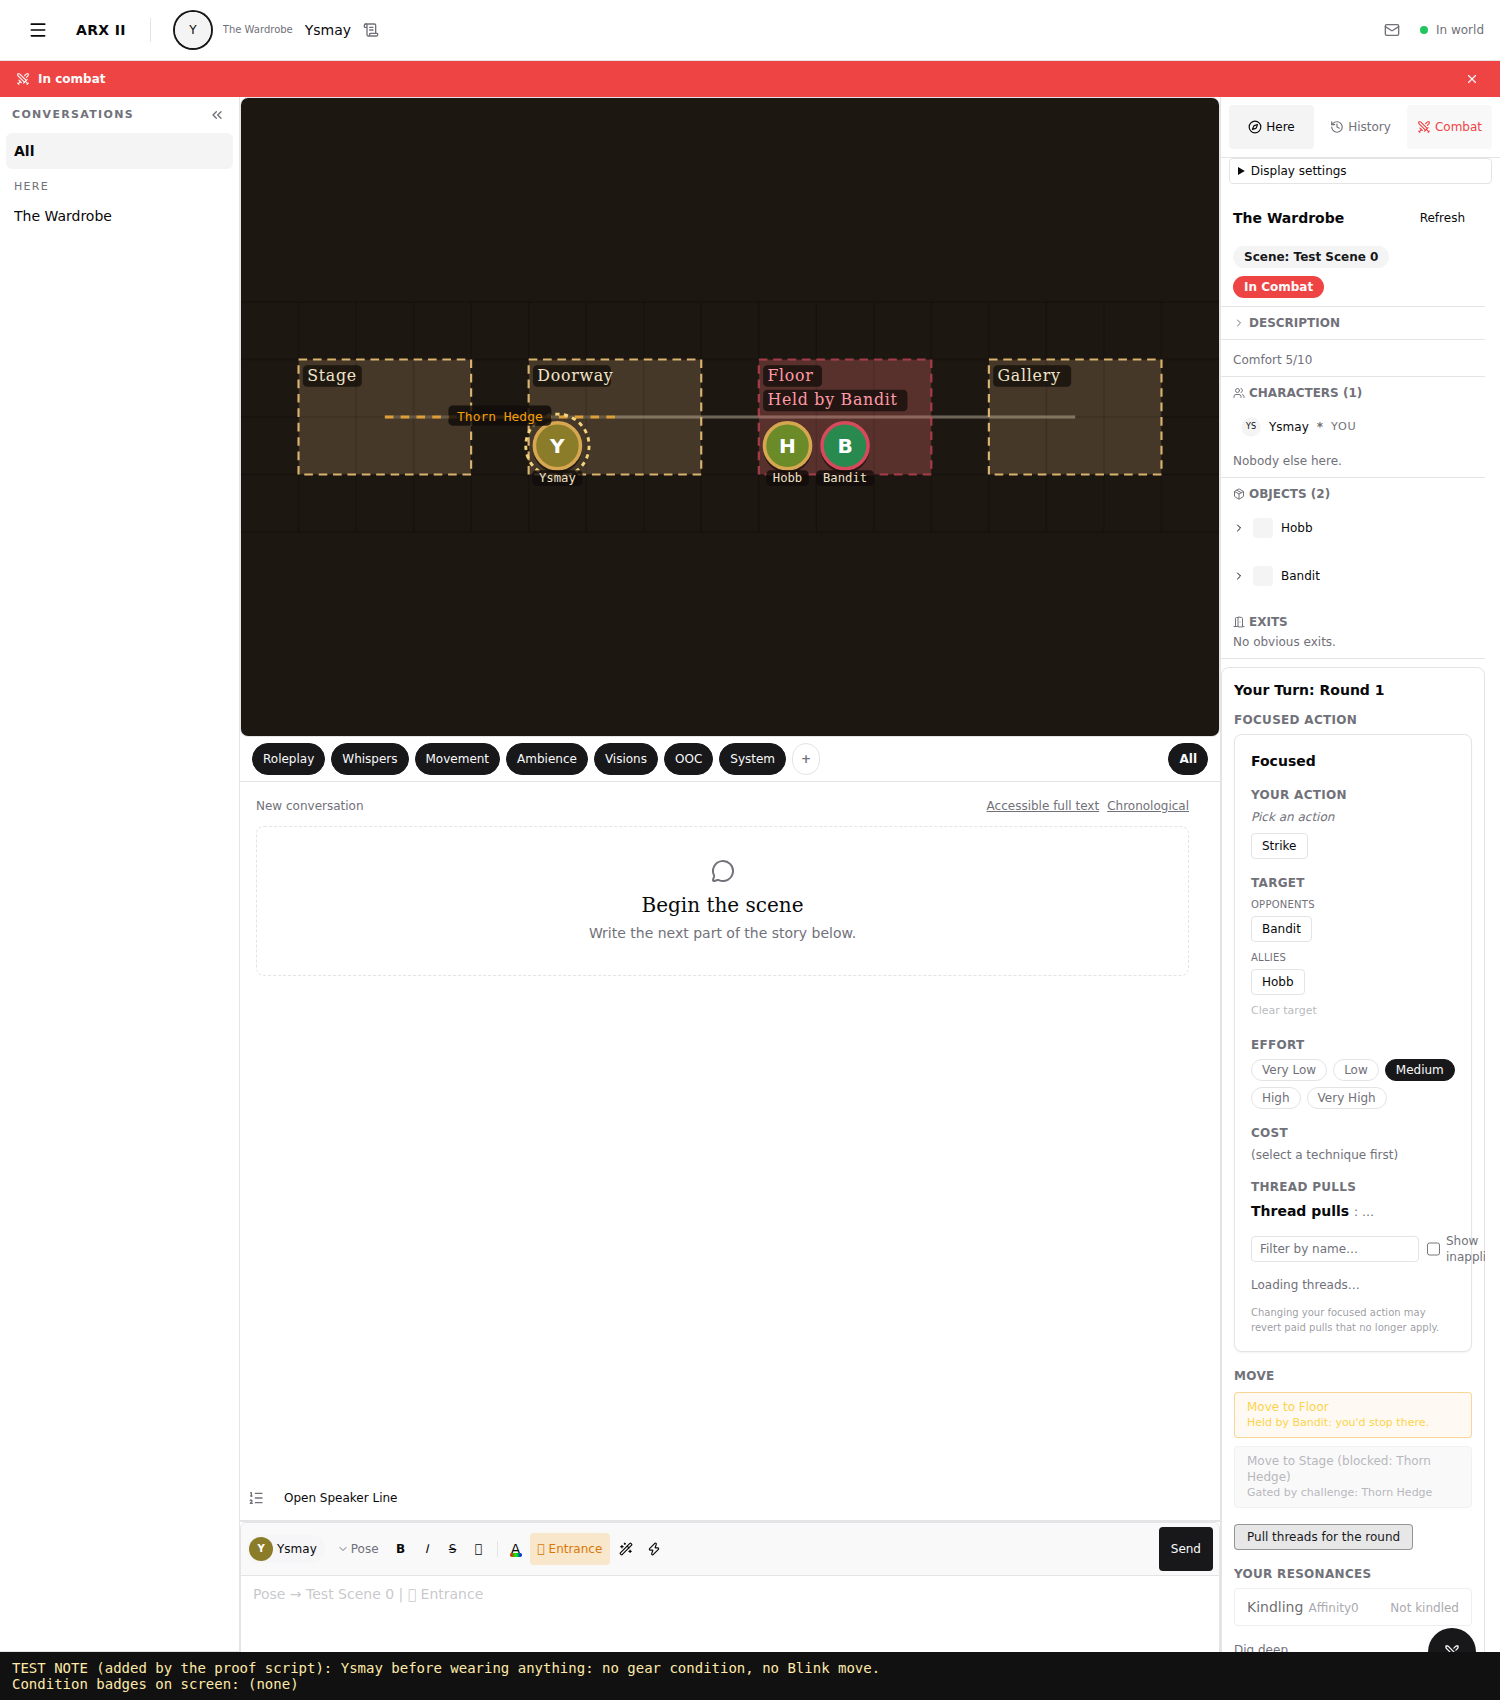 ARX II
Y
The Wardrobe
Ysmay
In world
In combat
CONVERSATIONS
All
HERE
The Wardrobe
Stage
Doorway
Floor
Held by Bandit
Gallery
Thorn Hedge
Y
H
B
Ysmay
Hobb
Bandit
Roleplay
Whispers
Movement
Ambience
Visions
OOC
System
+
All
New conversation
Accessible full text
Chronological
Begin the scene
Write the next part of the story below.
Open Speaker Line
Y
Ysmay
Pose
B
I
S
A
Entrance
Send
Pose → Test Scene 0 | Entrance
Here
History
Combat
Display settings
The Wardrobe
Refresh
Scene: Test Scene 0
In Combat
DESCRIPTION
Comfort 5/10
CHARACTERS (1)
YS
Ysmay * YOU
Nobody else here.
OBJECTS (2)
Hobb
Bandit
EXITS
No obvious exits.
Your Turn: Round 1
FOCUSED ACTION
Focused
YOUR ACTION
Pick an action
Strike
TARGET
OPPONENTS
Bandit
ALLIES
Hobb
Clear target
EFFORT
Very Low
Low
Medium
High
Very High
COST
(select a technique first)
THREAD PULLS
Thread pulls : ...
Filter by name...
Show
inappli
Loading threads...
Changing your focused action may
revert paid pulls that no longer apply.
MOVE
Move to Floor
Held by Bandit: you'd stop there.
Move to Stage (blocked: Thorn
Hedge)
Gated by challenge: Thorn Hedge
Pull threads for the round
YOUR RESONANCES
Kindling Affinity0 Not kindled
Dig deep
TEST NOTE (added by the proof script): Ysmay before wearing anything: no gear condition, no Blink move.
Condition badges on screen: (none)